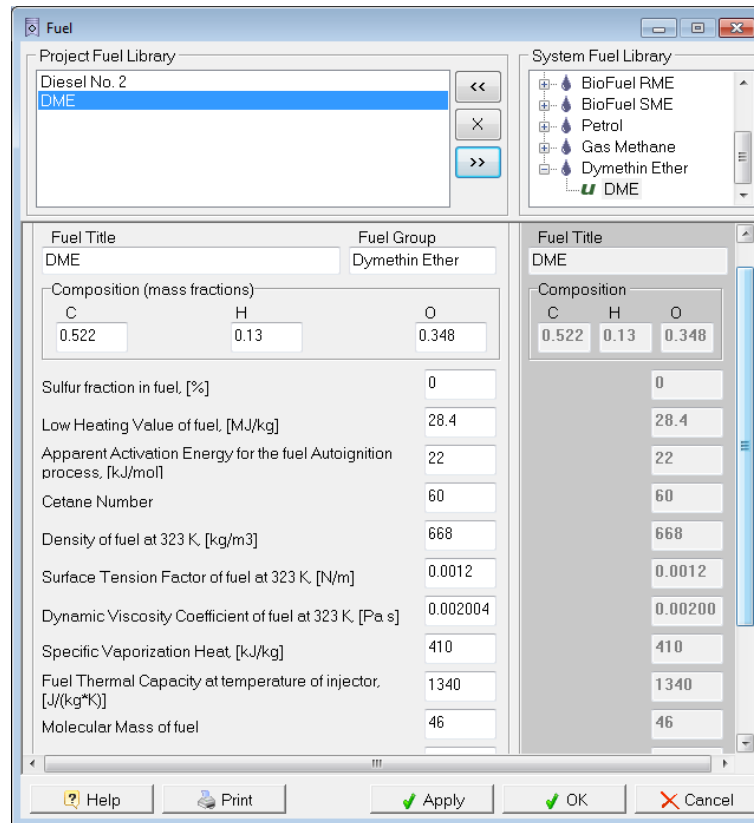 Fuel
Project Fuel Library
Diesel No. 2
DME
<<
X
>>
System Fuel Library
BioFuel RME
BioFuel SME
Petrol
Gas Methane
Dymethin Ether
u DME
Fuel Title Fuel Group
DME Dymethin Ether
Composition (mass fractions)
C H O
0.522 0.13 0.348
Sulfur fraction in fuel, [%] 0
Low Heating Value of fuel, [MJ/kg] 28.4
Apparent Activation Energy for the fuel Autoignition
process, [kJ/mol] 22
Cetane Number 60
Density of fuel at 323 K, [kg/m3] 668
Surface Tension Factor of fuel at 323 K, [N/m] 0.0012
Dynamic Viscosity Coefficient of fuel at 323 K, [Pa s] 0.002004
Specific Vaporization Heat, [kJ/kg] 410
Fuel Thermal Capacity at temperature of injector,
[J/(kg*K)] 1340
Molecular Mass of fuel 46
Fuel Title
DME
Composition
C H O
0.522 0.13 0.348
0
28.4
22
60
668
0.0012
0.00200
410
1340
46
Help
Print
Apply
OK
Cancel